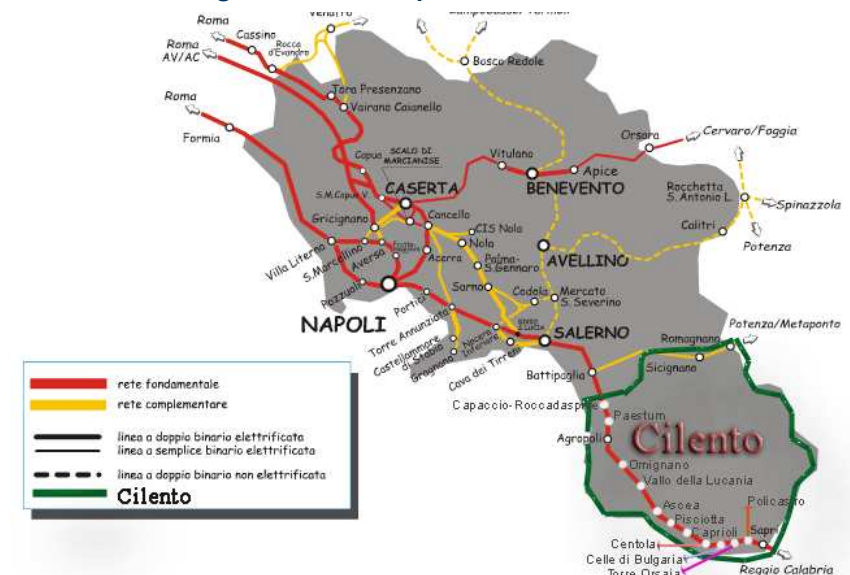 Venafro
Roma
Cassino
Rocca
d'Evandro
Roma
AV/AC
Bosco Redole
Tora Presenzano
Vairano Caianello
Roma
Formia
Orsara
Cervaro/Foggia
SCALO DI
MARCIANISE
Capua
Vitulano
Apice
BENEVENTO
S.M.Capua V.
CASERTA
Rocchetta
S. Antonio L.
Spinazzola
Gricignano
Cancello
CIS Nola
Calitri
Potenza
Villa Literno
S.Marcellino
Aversa
Nola
Acerra
Palma-
S.Gennaro
AVELLINO
Pozzuoli
Sarno
Codola
Mercato
S. Severino
Portici
NAPOLI
Torre Annunziata
Castellammare
di Stabia
Gragnano
Nocera
Inferiore
Cava dei Tirreni
SALERNO
Romagnano
Potenza/Metaponto
Sicignano
Battipaglia
rete fondamentale
rete complementare
linea a doppio binario elettrificata
linea a semplice binario elettrificata
linea a doppio binario non elettrificata
Cilento
Capaccio-Roccadaspide
Paestum
Agropoli
Cilento
Omignano
Vallo della Lucania
Ascea
Policastro
Pisciotta
Caprioli
Sapri
Centola
Celle di Bulgaria
Torre Orsaia
Reggio Calabria